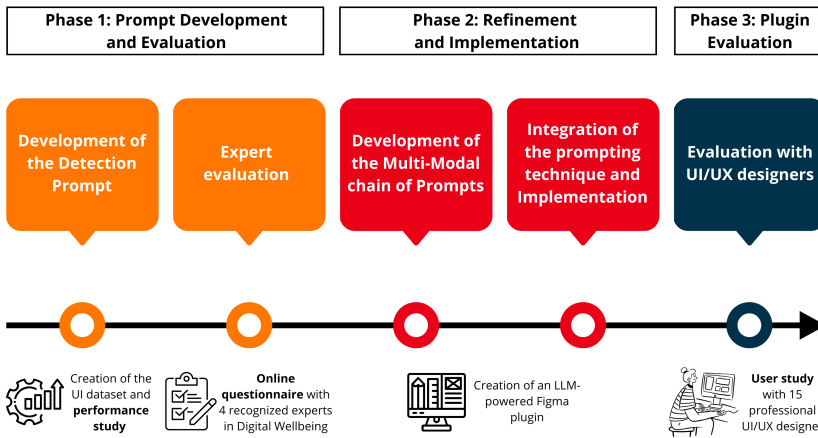 Phase 1: Prompt Development
and Evaluation
Phase 2: Refinement
and Implementation
Phase 3: Plugin
Evaluation
Development of
the Detection
Prompt
Expert
evaluation
Development of
the Multi-Modal
chain of Prompts
Integration of
the prompting
technique and
Implementation
Evaluation with
UI/UX designers
Creation of the
UI dataset and
performance
study
Online
questionnaire with
4 recognized experts
in Digital Wellbeing
Creation of an LLM-
powered Figma
plugin
User study
with 15
professional
UI/UX designe